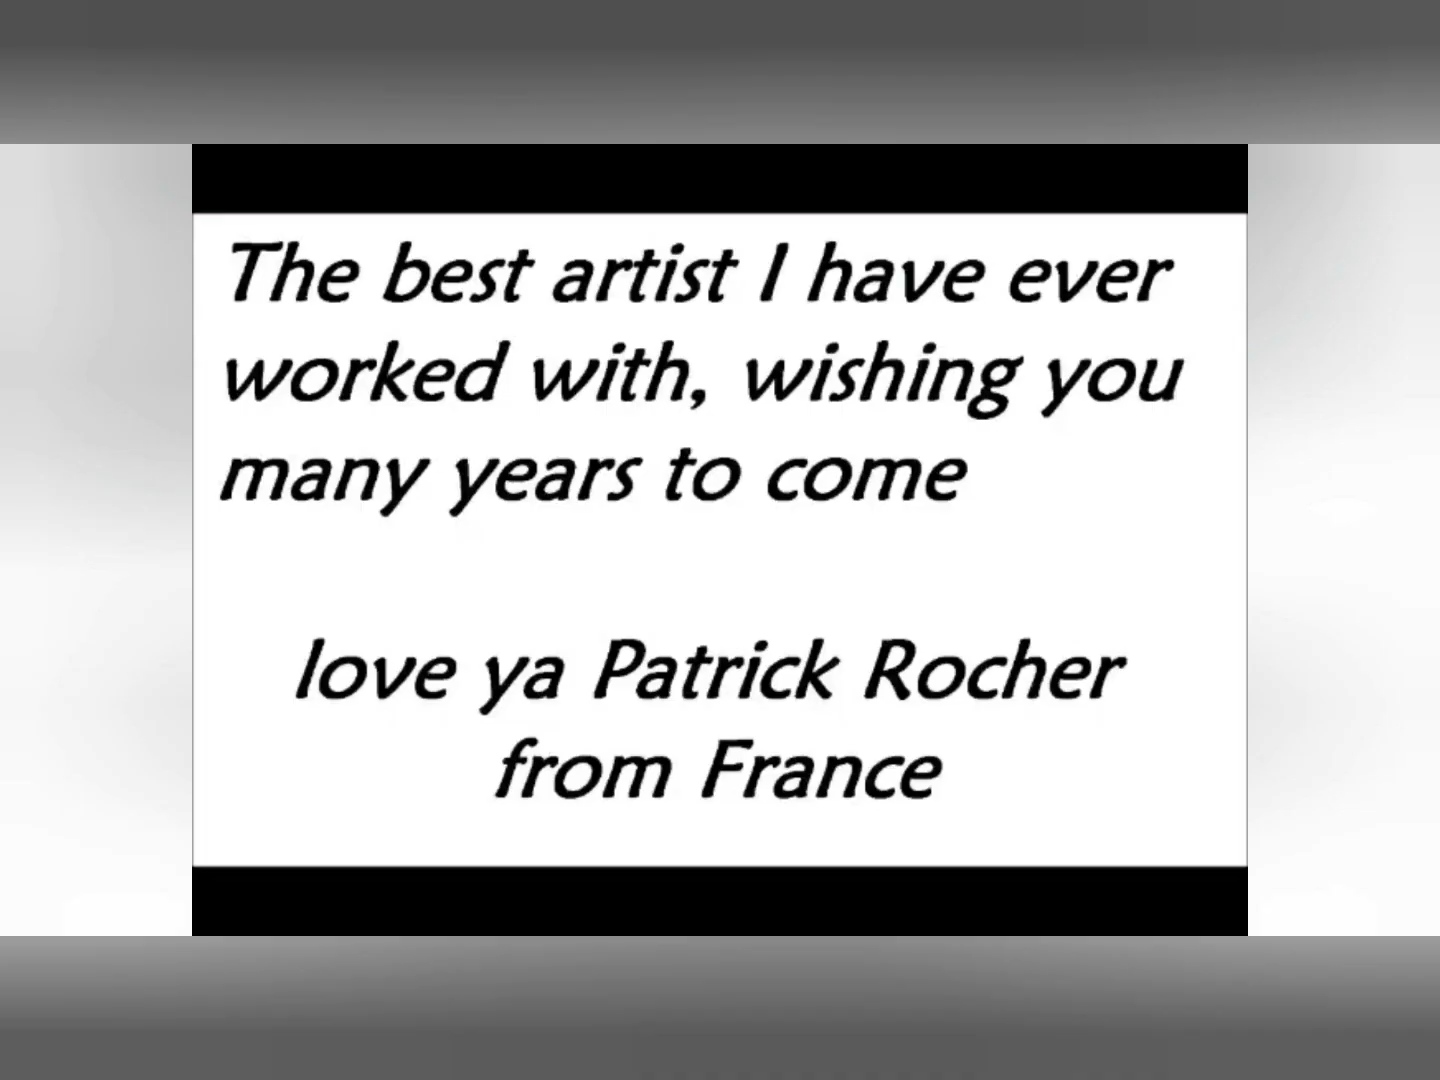 The best artist I have ever
worked with, wishing you
many years to come
love ya Patrick Rocher
from France